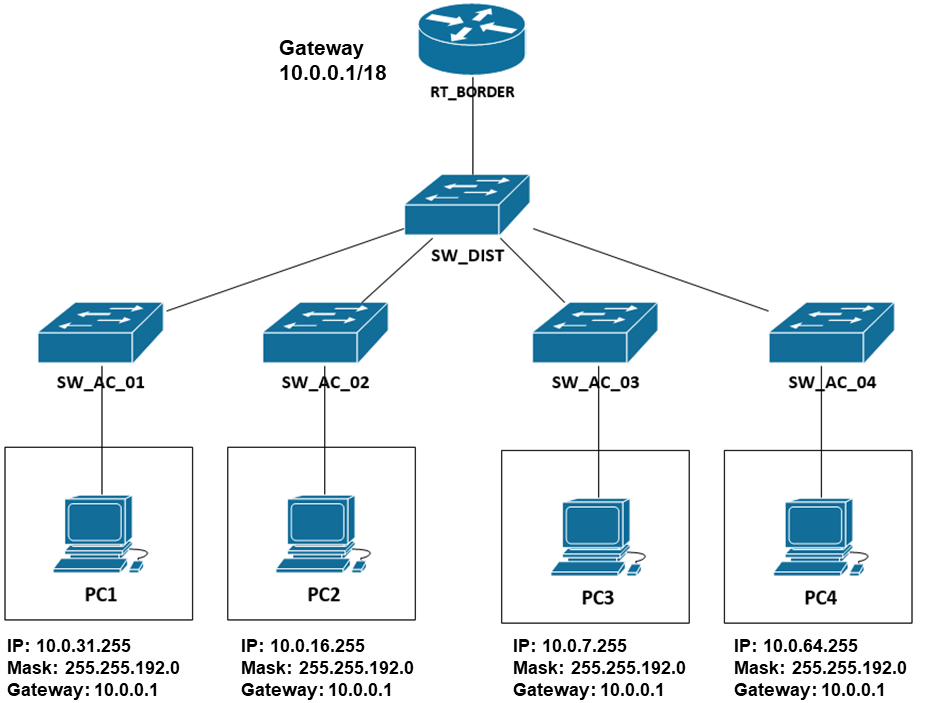 Gateway
10.0.0.1/18
RT_BORDER
SW_DIST
SW_AC_01
SW_AC_02
SW_AC_03
SW_AC_04
PC1
PC2
PC3
PC4
IP: 10.0.31.255
Mask: 255.255.192.0
Gateway: 10.0.0.1
IP: 10.0.16.255
Mask: 255.255.192.0
Gateway: 10.0.0.1
IP: 10.0.7.255
Mask: 255.255.192.0
Gateway: 10.0.0.1
IP: 10.0.64.255
Mask: 255.255.192.0
Gateway: 10.0.0.1